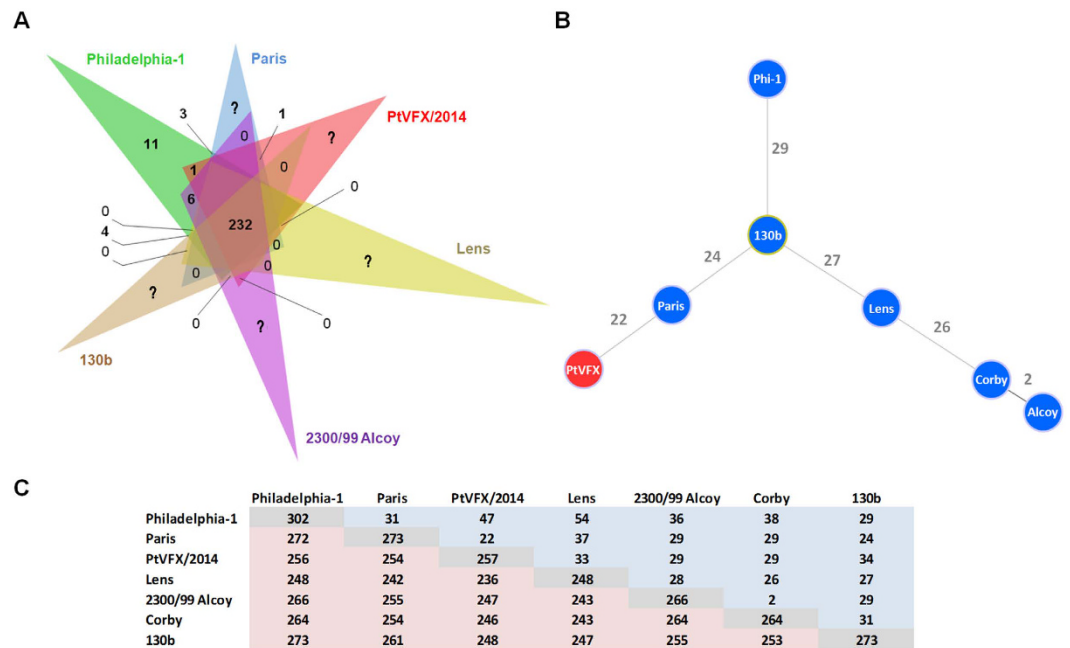 A
Philadelphia-1
Paris
PtVFX/2014
Lens
2300/99 Alcoy
130b
?
3
1
11
0
?
1
0
6
0
0
4
232
0
0
0
0
?
?
?
0
0
B
Phi-1
29
130b
24
27
Paris
Lens
22
26
PtVFX
Corby
2
Alcoy
C
Philadelphia-1 Paris PtVFX/2014 Lens 2300/99 Alcoy Corby 130b
Philadelphia-1 302 31 47 54 36 38 29
Paris 272 273 22 37 29 29 24
PtVFX/2014 256 254 257 33 29 29 34
Lens 248 242 236 248 28 26 27
2300/99 Alcoy 266 255 247 243 266 2 29
Corby 264 254 246 243 264 264 31
130b 273 261 248 247 255 253 273